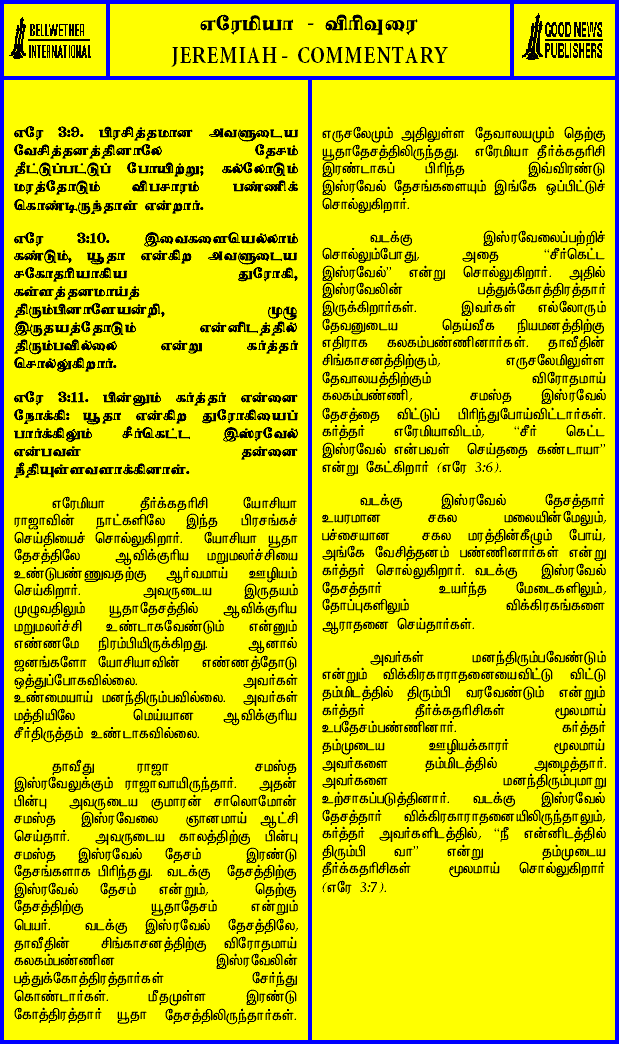 BELLWETHER
INTERNATIONAL
எரேமியா - விரிவுரை
JEREMIAH - COMMENTARY
GOOD NEWS
PUBLISHERS
எரே 3:9. பிரசித்தமான அவளுடைய
வேசித்தனத்தினாலே தேசம்
தீட்டுப்பட்டுப் போயிற்று; கல்லோடும்
மரத்தோடும் விபசாரம் பண்ணிக்
கொண்டிருந்தாள் என்றார்.
எரே 3:10. இவைகளையெல்லாம்
கண்டும், யூதா என்கிற அவளுடைய
சகோதரியாகிய துரோகி,
கள்ளத்தனமாய்த்
திரும்பினாளேயன்றி, முழு
இருதயத்தோடும் என்னிடத்தில்
திரும்பவில்லை என்று கர்த்தர்
சொல்லுகிறார்.
எரே 3:11. பின்னும் கர்த்தர் என்னை
நோக்கி: யூதா என்கிற துரோகியைப்
பார்க்கிலும் சீர்கெட்ட இஸ்ரவேல்
என்பவள் தன்னை
நீதியுள்ளவளாக்கினாள்.
எரேமியா தீர்க்கதரிசி யோசியா
ராஜாவின் நாட்களிலே இந்த பிரசங்கச்
செய்தியைச் சொல்லுகிறார். யோசியா யூதா
தேசத்திலே ஆவிக்குரிய மறுமலர்ச்சியை
உண்டுபண்ணுவதற்கு ஆர்வமாய் ஊழியம்
செய்கிறார். அவருடைய இருதயம்
முழுவதிலும் யூதாதேசத்தில் ஆவிக்குரிய
மறுமலர்ச்சி உண்டாகவேண்டும் என்னும்
எண்ணமே நிரம்பியிருக்கிறது. ஆனால்
ஜனங்களோ யோசியாவின் எண்ணத்தோடு
ஒத்துப்போகவில்லை. அவர்கள்
உண்மையாய் மனந்திரும்பவில்லை. அவர்கள்
மத்தியிலே மெய்யான ஆவிக்குரிய
சீர்திருத்தம் உண்டாகவில்லை.
தாவீது ராஜா சமஸ்த
இஸ்ரவேலுக்கும் ராஜாவாயிருந்தார். அதன்
பின்பு அவருடைய குமாரன் சாலொமோன்
சமஸ்த இஸ்ரவேலை ஞானமாய் ஆட்சி
செய்தார். அவருடைய காலத்திற்கு பின்பு
சமஸ்த இஸ்ரவேல் தேசம் இரண்டு
தேசங்களாக பிரிந்தது. வடக்கு தேசத்திற்கு
இஸ்ரவேல் தேசம் என்றும், தெற்கு
தேசத்திற்கு யூதாதேசம் என்றும்
பெயர். வடக்கு இஸ்ரவேல் தேசத்திலே,
தாவீதின் சிங்காசனத்திற்கு விரோதமாய்
கலகம்பண்ணின இஸ்ரவேலின்
பத்துக்கோத்திரத்தார்கள் சேர்ந்து
கொண்டார்கள். மீதமுள்ள இரண்டு
கோத்திரத்தார் யூதா தேசத்திலிருந்தார்கள்.
எருசலேமும் அதிலுள்ள தேவாலயமும் தெற்கு
யூதாதேசத்திலிருந்தது. எரேமியா தீர்க்கதரிசி
இரண்டாகப் பிரிந்த இவ்விரண்டு
இஸ்ரவேல் தேசங்களையும் இங்கே ஒப்பிட்டுச்
சொல்லுகிறார்.
வடக்கு இஸ்ரவேலைப்பற்றிச்
சொல்லும்போது, அதை “சீர்கெட்ட
இஸ்ரவேல்” என்று சொல்லுகிறார். அதில்
இஸ்ரவேலின் பத்துக்கோத்திரத்தார்
இருக்கிறார்கள். இவர்கள் எல்லோரும்
தேவனுடைய தெய்வீக நியமனத்திற்கு
எதிராக கலகம்பண்ணினார்கள். தாவீதின்
சிங்காசனத்திற்கும், எருசலேமிலுள்ள
தேவாலயத்திற்கும் விரோதமாய்
கலகம்பண்ணி, சமஸ்த இஸ்ரவேல்
தேசத்தை விட்டுப் பிரிந்துபோய்விட்டார்கள்.
கர்த்தர் எரேமியாவிடம், “சீர் கெட்ட
இஸ்ரவேல் என்பவள் செய்ததை கண்டாயா”
என்று கேட்கிறார் (எரே 3:6).
வடக்கு இஸ்ரவேல் தேசத்தார்
உயரமான சகல மலையின்மேலும்,
பச்சையான சகல மரத்தின்கீழும் போய்,
அங்கே வேசித்தனம் பண்ணினார்கள் என்று
கர்த்தர் சொல்லுகிறார். வடக்கு இஸ்ரவேல்
தேசத்தார் உயர்ந்த மேடைகளிலும்,
தோப்புகளிலும் விக்கிரகங்களை
ஆராதனை செய்தார்கள்.
அவர்கள் மனந்திரும்பவேண்டும்
என்றும் விக்கிரகாராதனையைவிட்டு விட்டு
தம்மிடத்தில் திரும்பி வரவேண்டும் என்றும்
கர்த்தர் தீர்க்கதரிசிகள் மூலமாய்
உபதேசம்பண்ணினார். கர்த்தர்
தம்முடைய ஊழியக்காரர் மூலமாய்
அவர்களை தம்மிடத்தில் அழைத்தார்.
அவர்களை மனந்திரும்புமாறு
உற்சாகப்படுத்தினார். வடக்கு இஸ்ரவேல்
தேசத்தார் விக்கிரகாராதனையிலிருந்தாலும்,
கர்த்தர் அவர்களிடத்தில், “நீ என்னிடத்தில்
திரும்பி வா” என்று தம்முடைய
தீர்க்கதரிசிகள் மூலமாய் சொல்லுகிறார்
(எரே 3:7).